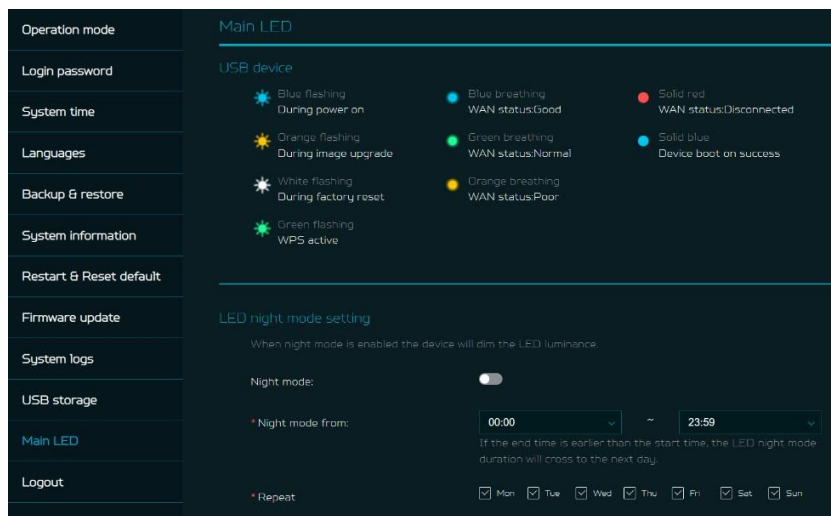 Operation mode
Login password
System time
Languages
Backup & restore
System information
Restart & Reset default
Firmware update
System logs
USB storage
Main LED
Logout
Main LED
USB device
Blue flashing
During power on
Blue breathing
WAN status:Good
Solid red
WAN status:Disconnected
Orange flashing
During image upgrade
Green breathing
WAN status:Normal
Solid blue
Device boot on success
White flashing
During factory reset
Orange breathing
WAN status:Poor
Green flashing
WPS active
LED night mode setting
When night mode is enabled the device will dim the LED luminance.
Night mode:
* Night mode from:
00:00 ~ 23:59
If the end time is earlier than the start time, the LED night mode
duration will cross to the next day.
* Repeat
Mon Tue Wed Thu Fri Sat Sun